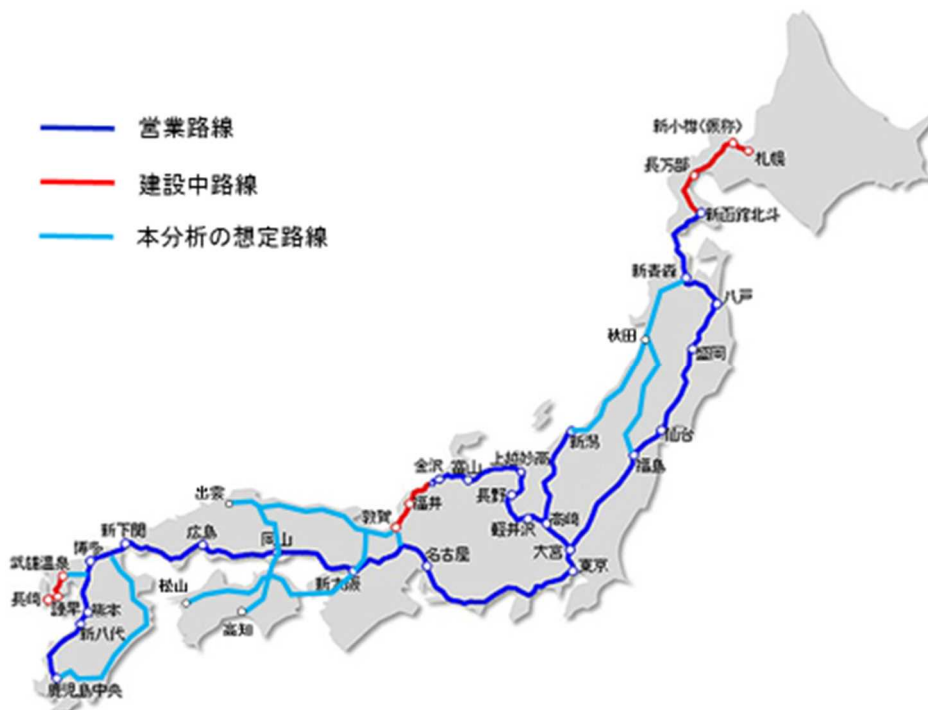 営業路線
建設中路線
本分析の想定路線
新小樽(仮称)
札幌
長万部
新函館北斗
新青森
八戸
秋田
盛岡
仙台
新潟
福島
上越妙高
金沢
富山
長野
福井
出雲
敦賀
軽井沢
高崎
新下関
広島
岡山
大宮
博多
名古屋
東京
武雄温泉
松山
新大阪
長崎
諫早
熊本
高知
新八代
鹿児島中央